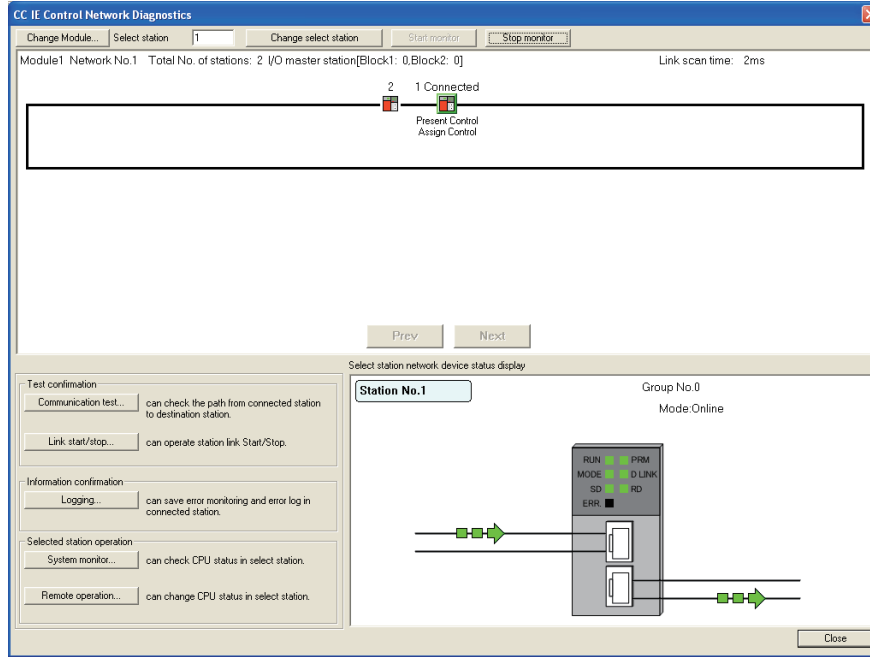 CC IE Control Network Diagnostics
Change Module... Select station 1 Change select station Start monitor Stop monitor
Module1 Network No.1 Total No. of stations: 2 I/O master station[Block1: 0,Block2: 0] Link scan time: 2ms
2 1 Connected
Present Control
Assign Control
Prev Next
Select station network device status display
Test confirmation
Communication test... can check the path from connected station
to destination station.
Link start/stop... can operate station link Start/Stop.
Information confirmation
Logging... can save error monitoring and error log in
connected station.
Selected station operation
System monitor... can check CPU status in select station.
Remote operation... can change CPU status in select station.
Station No.1 Group No.0
Mode:Online
RUN PRM
MODE D LINK
SD RD
ERR.
Close